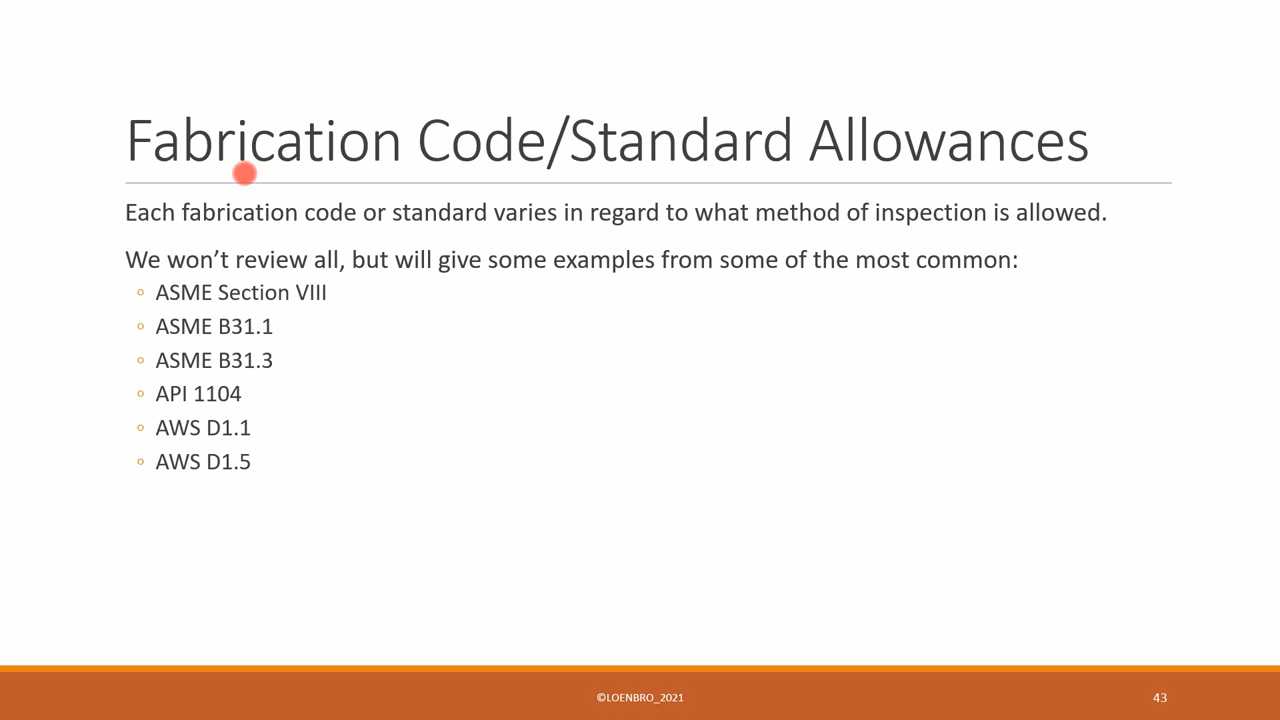 Fabrication Code/Standard Allowances
Each fabrication code or standard varies in regard to what method of inspection is allowed.
We won’t review all, but will give some examples from some of the most common:
◦ ASME Section VIII
◦ ASME B31.1
◦ ASME B31.3
◦ API 1104
◦ AWS D1.1
◦ AWS D1.5
©LOENBRO_2021
43